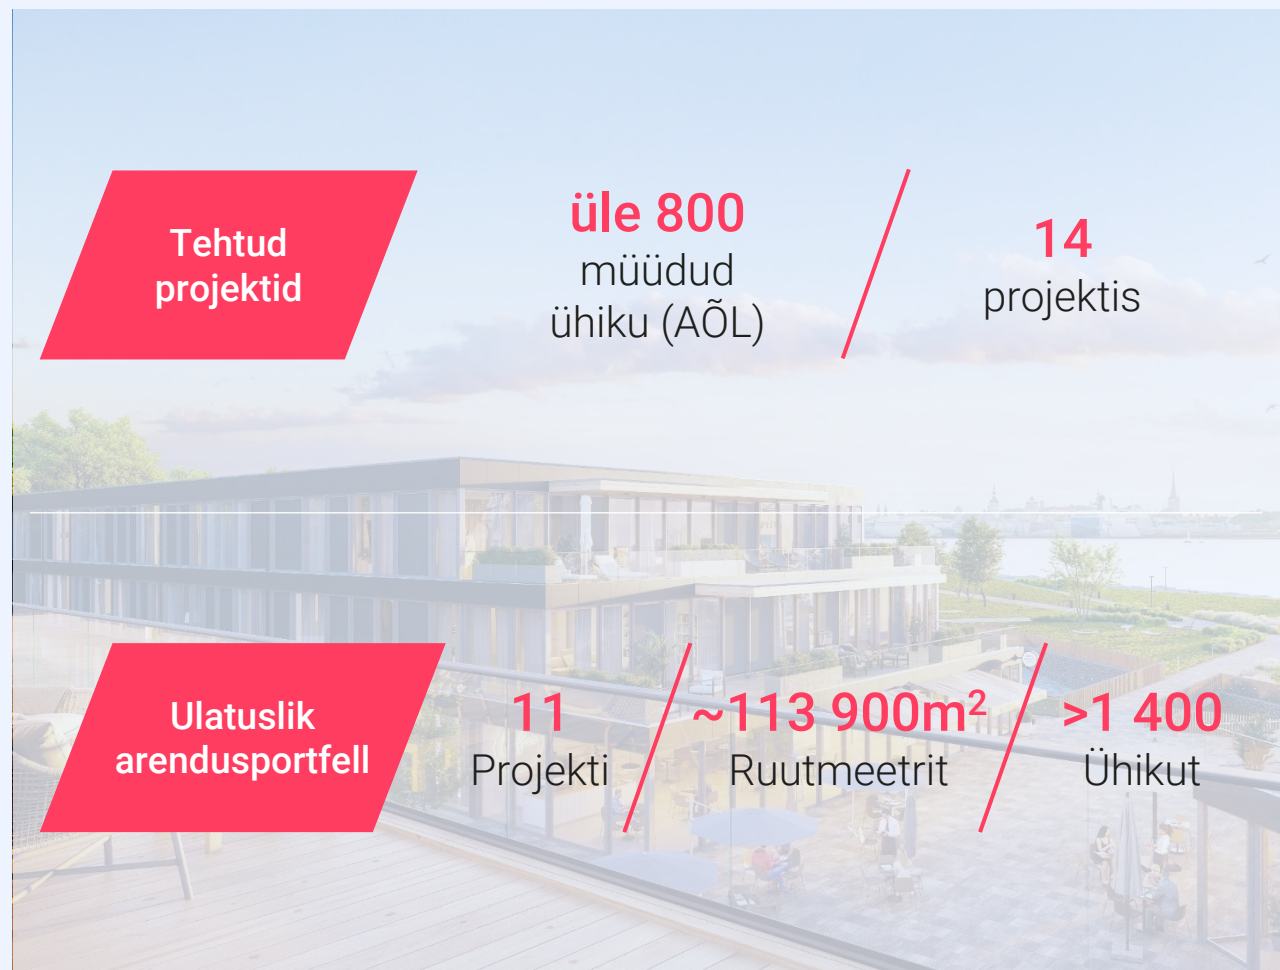 Tehtud
projektid
üle 800
müüdud
ühiku (AÕL)
14
projektis
Ulatuslik
arendusportfell
11
Projekti
~113 900m²
Ruutmeetrit
>1 400
Ühikut